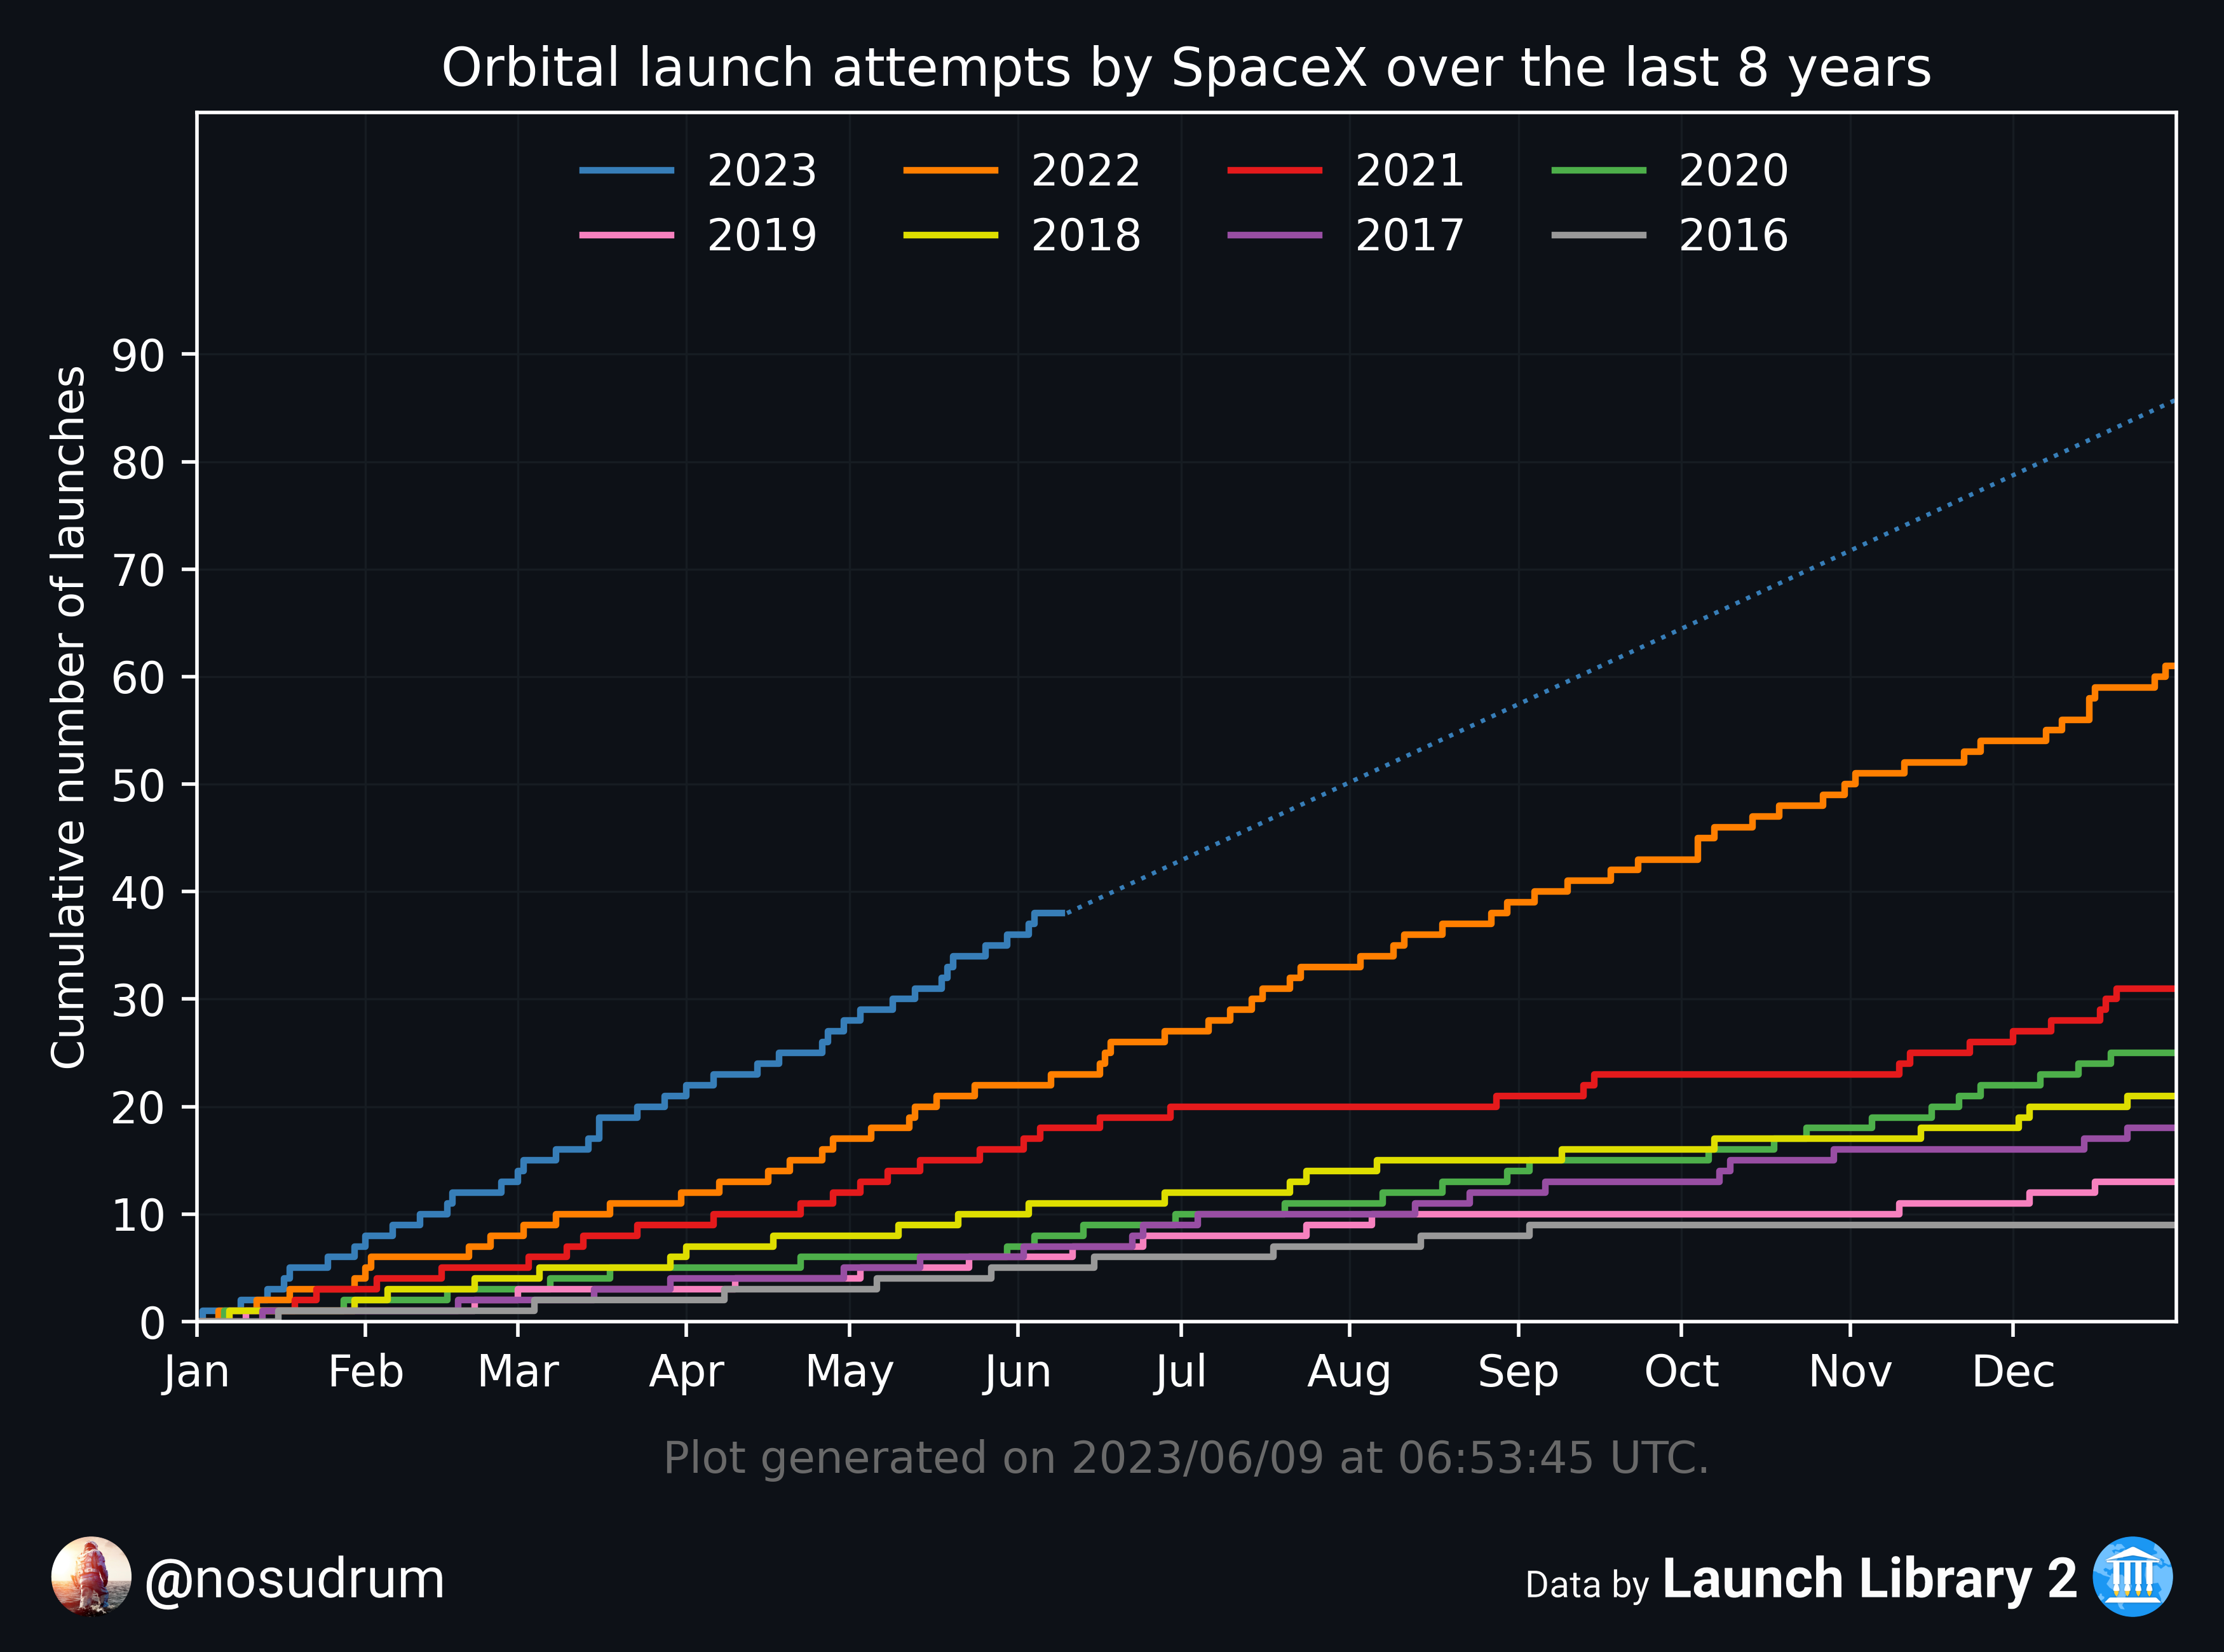 Orbital launch attempts by SpaceX over the last 8 years
2023 2022 2021 2020
2019 2018 2017 2016
Cumulative number of launches
90
80
70
60
50
40
30
20
10
0
Jan Feb Mar Apr May Jun Jul Aug Sep Oct Nov Dec
Plot generated on 2023/06/09 at 06:53:45 UTC.
@nosudrum
Data by Launch Library 2